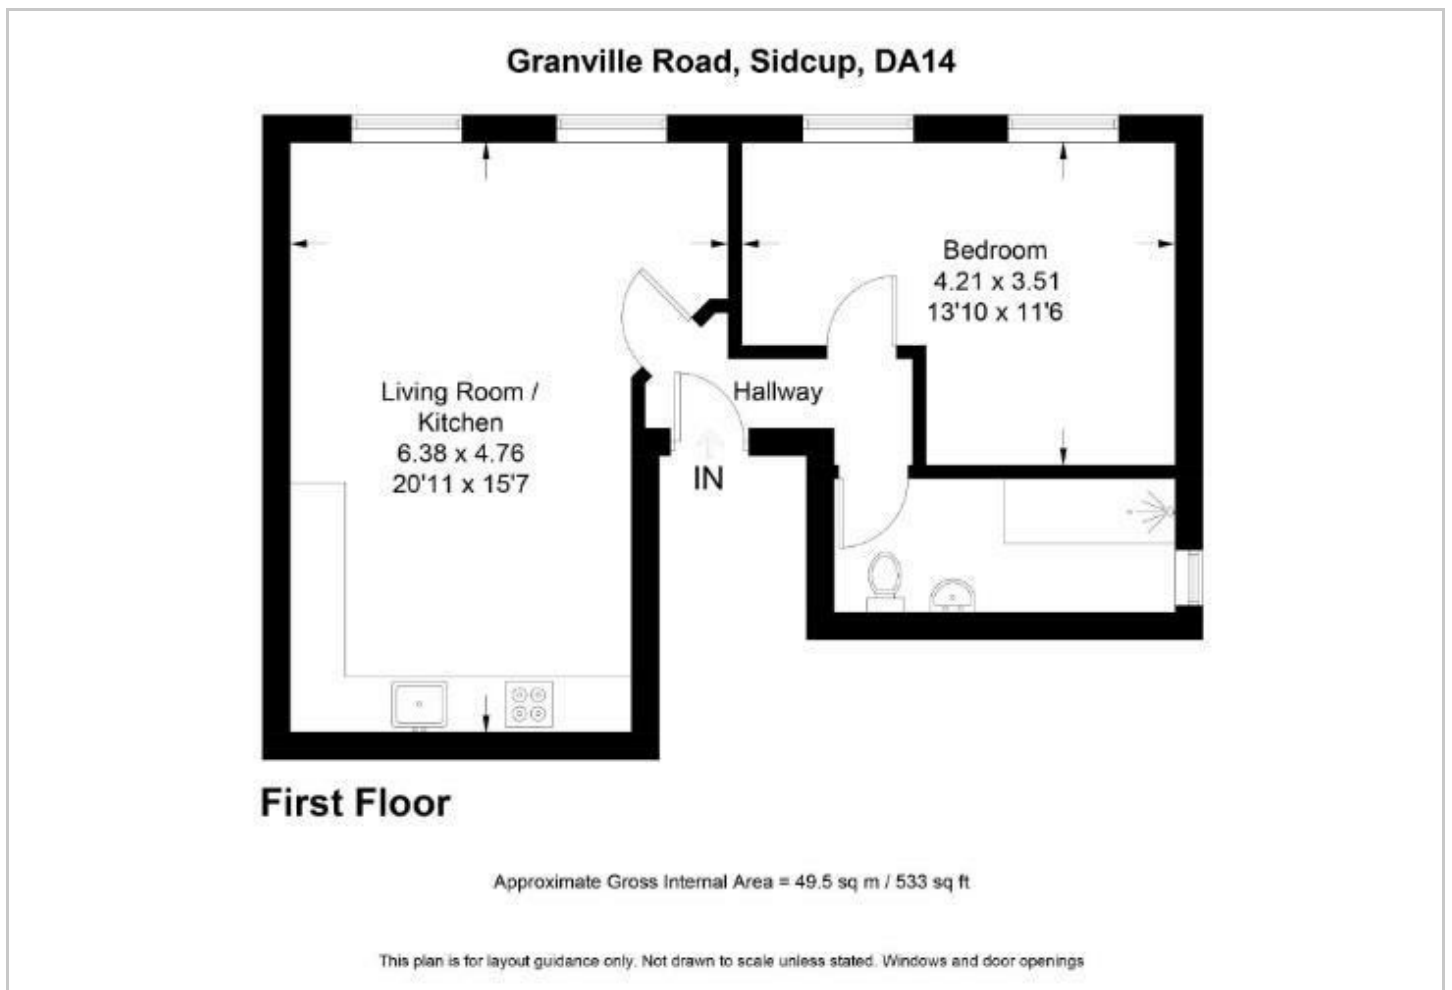 Granville Road, Sidcup, DA14
Bedroom
4.21 x 3.51
13'10 x 11'6
Living Room /
Kitchen
6.38 x 4.76
20'11 x 15'7
Hallway
IN
First Floor
Approximate Gross Internal Area = 49.5 sq m / 533 sq ft
This plan is for layout guidance only. Not drawn to scale unless stated. Windows and door openings